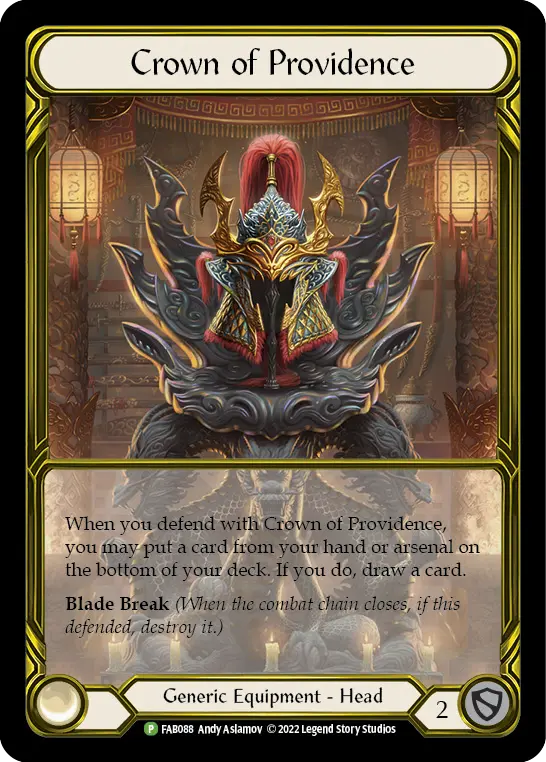 Crown of Providence
When you defend with Crown of Providence,
you may put a card from your hand or arsenal on
the bottom of your deck. If you do, draw a card.
Blade Break (When the combat chain closes, if this
defended, destroy it.)
Generic Equipment - Head
2
P FAB088 Andy Aslamov © 2022 Legend Story Studios